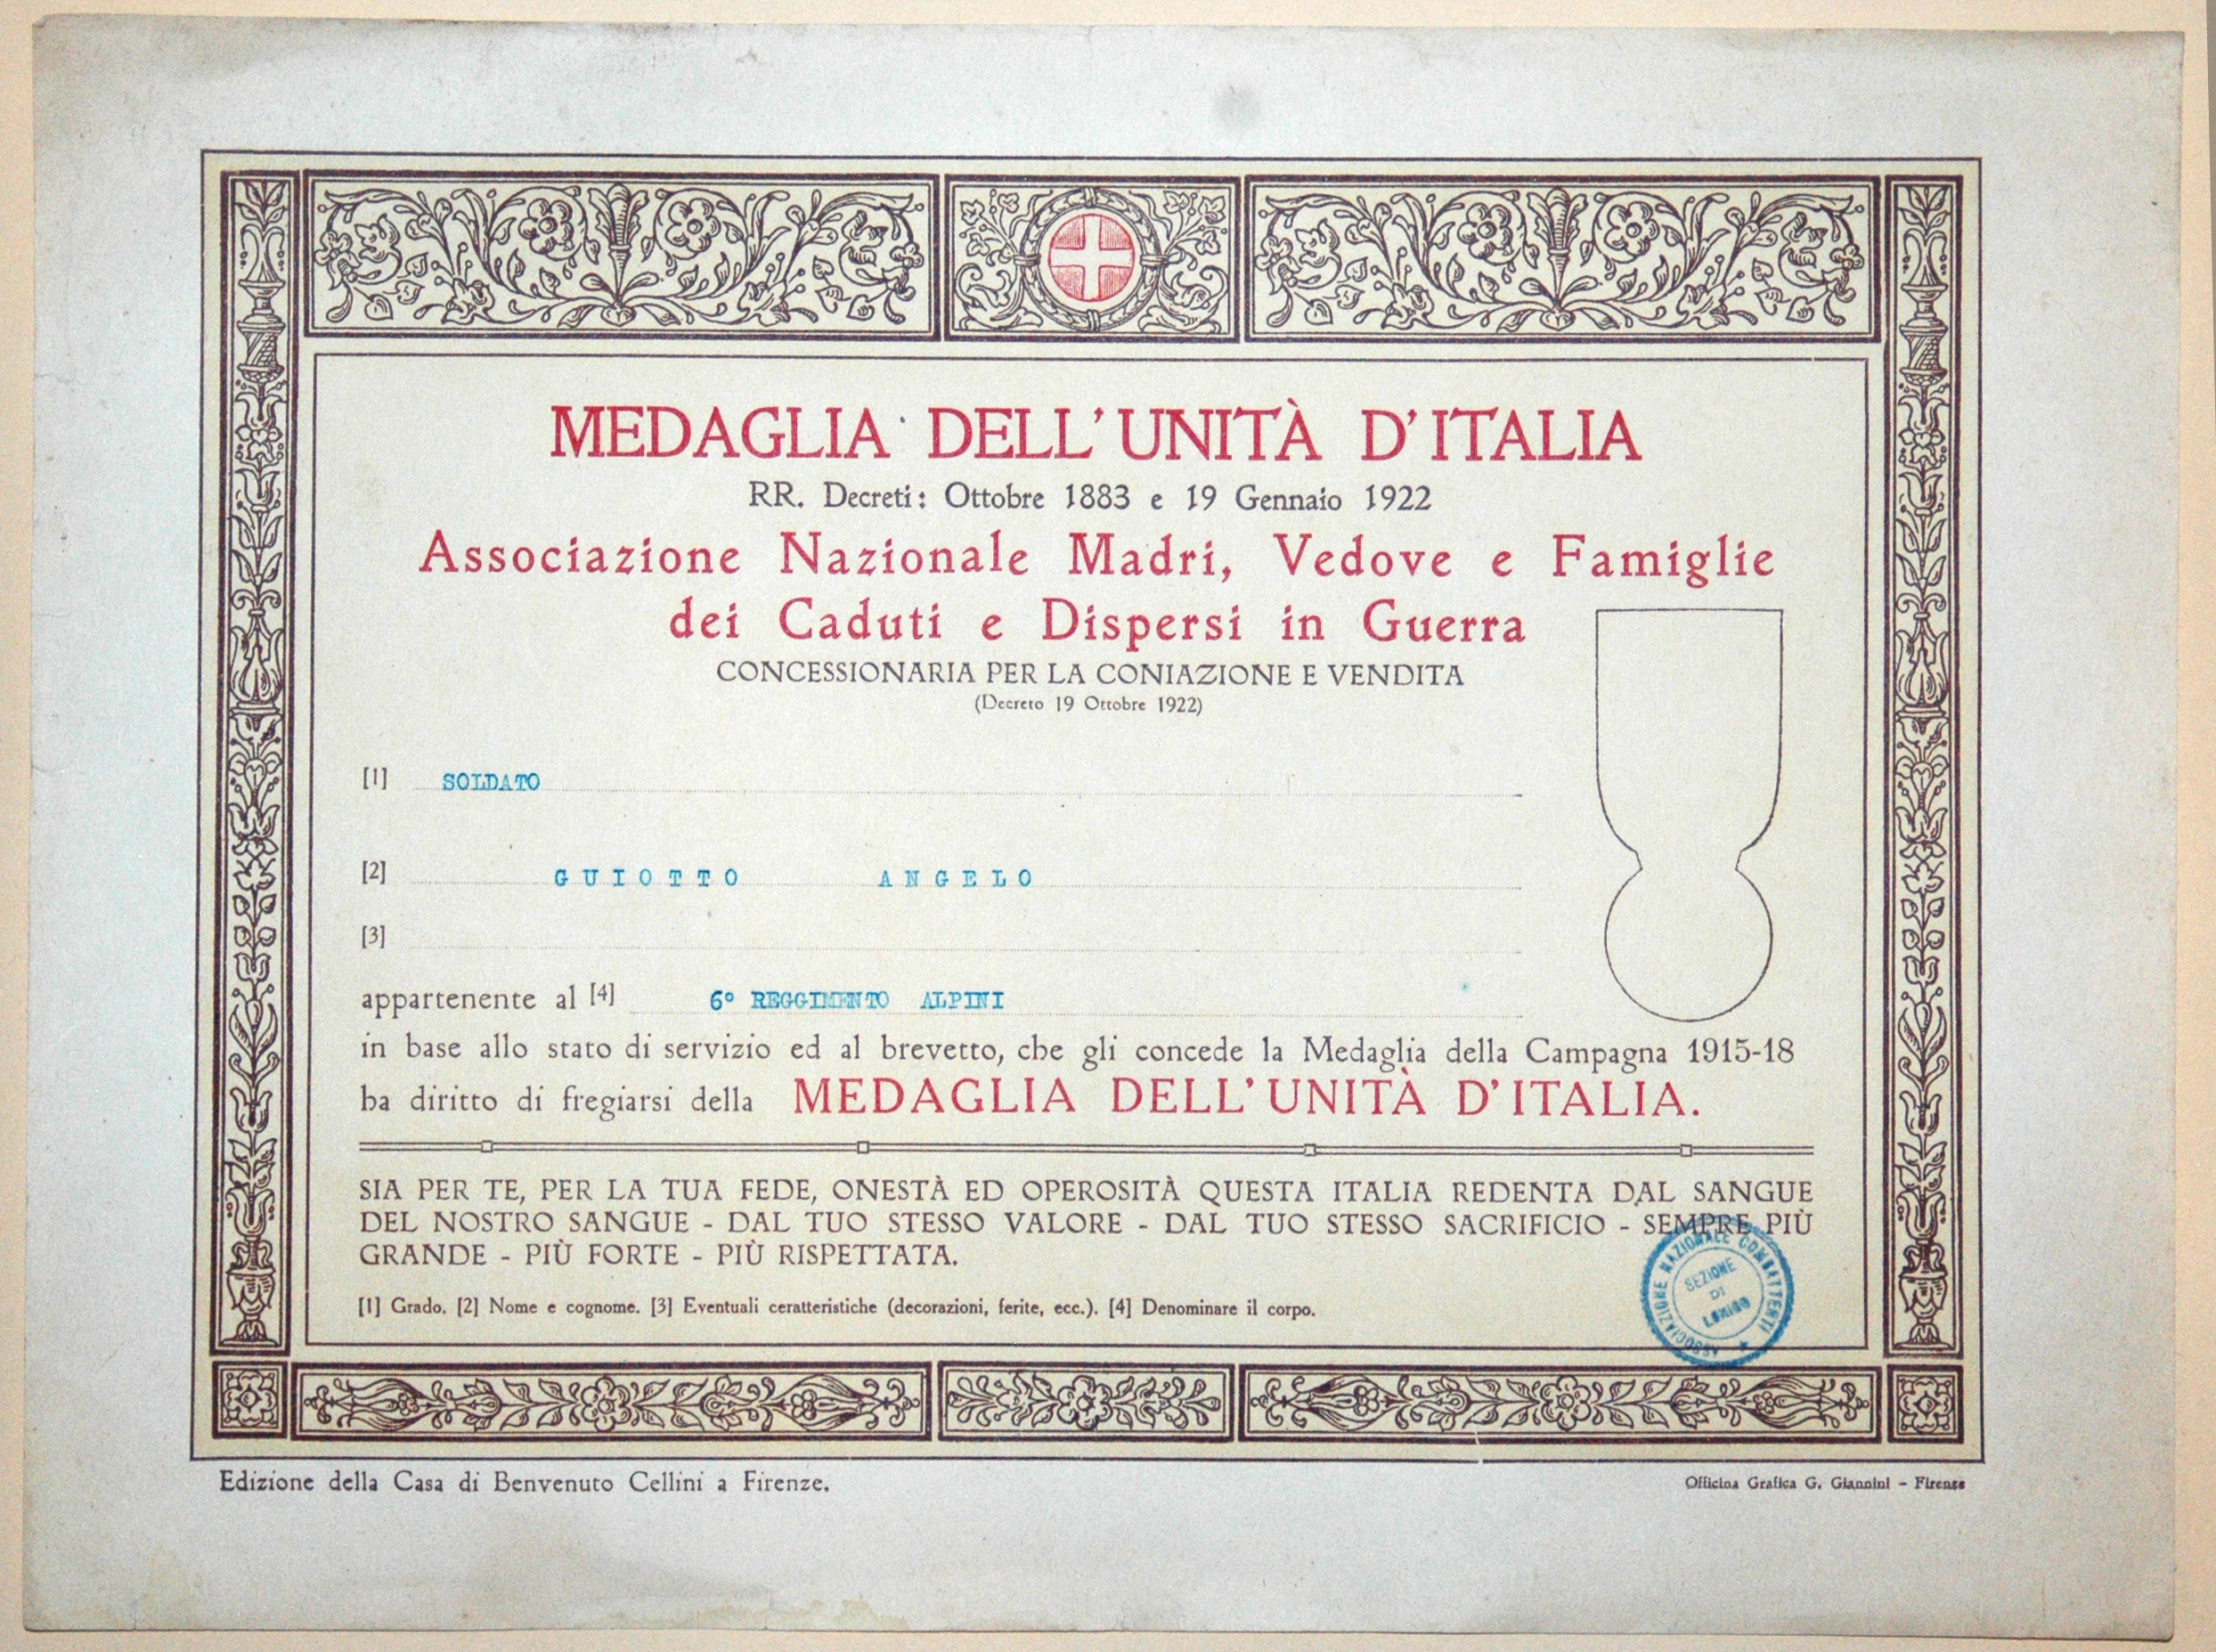 MEDAGLIA DELL'UNITÀ D'ITALIA
RR. Decreti: Ottobre 1883 e 19 Gennaio 1922
Associazione Nazionale Madri, Vedove e Famiglie
dei Caduti e Dispersi in Guerra
CONCESSIONARIA PER LA CONIAZIONE E VENDITA
(Decreto 19 Ottobre 1922)
[1] SOLDATO
[2] GUIOTTO ANGELO
[3]
appartenente al [4] 6° REGGIMENTO ALPINI
in base allo stato di servizio ed al brevetto, che gli concede la Medaglia della Campagna 1915-18
ha diritto di fregiarsi della MEDAGLIA DELL'UNITÀ D'ITALIA.
SIA PER TE, PER LA TUA FEDE, ONESTÀ ED OPEROSITÀ QUESTA ITALIA REDENTA DAL SANGUE
DEL NOSTRO SANGUE - DAL TUO STESSO VALORE - DAL TUO STESSO SACRIFICIO - SEMPRE PIÙ
GRANDE - PIÙ FORTE - PIÙ RISPETTATA.
ASSOCIAZIONE NAZIONALE COMBATTENTI
SEZIONE
DI
LONIGO
[1] Grado. [2] Nome e cognome. [3] Eventuali ceratteristiche (decorazioni, ferite, ecc.). [4] Denominare il corpo.
Edizione della Casa di Benvenuto Cellini a Firenze.
Officina Grafica G. Giannini - Firenze